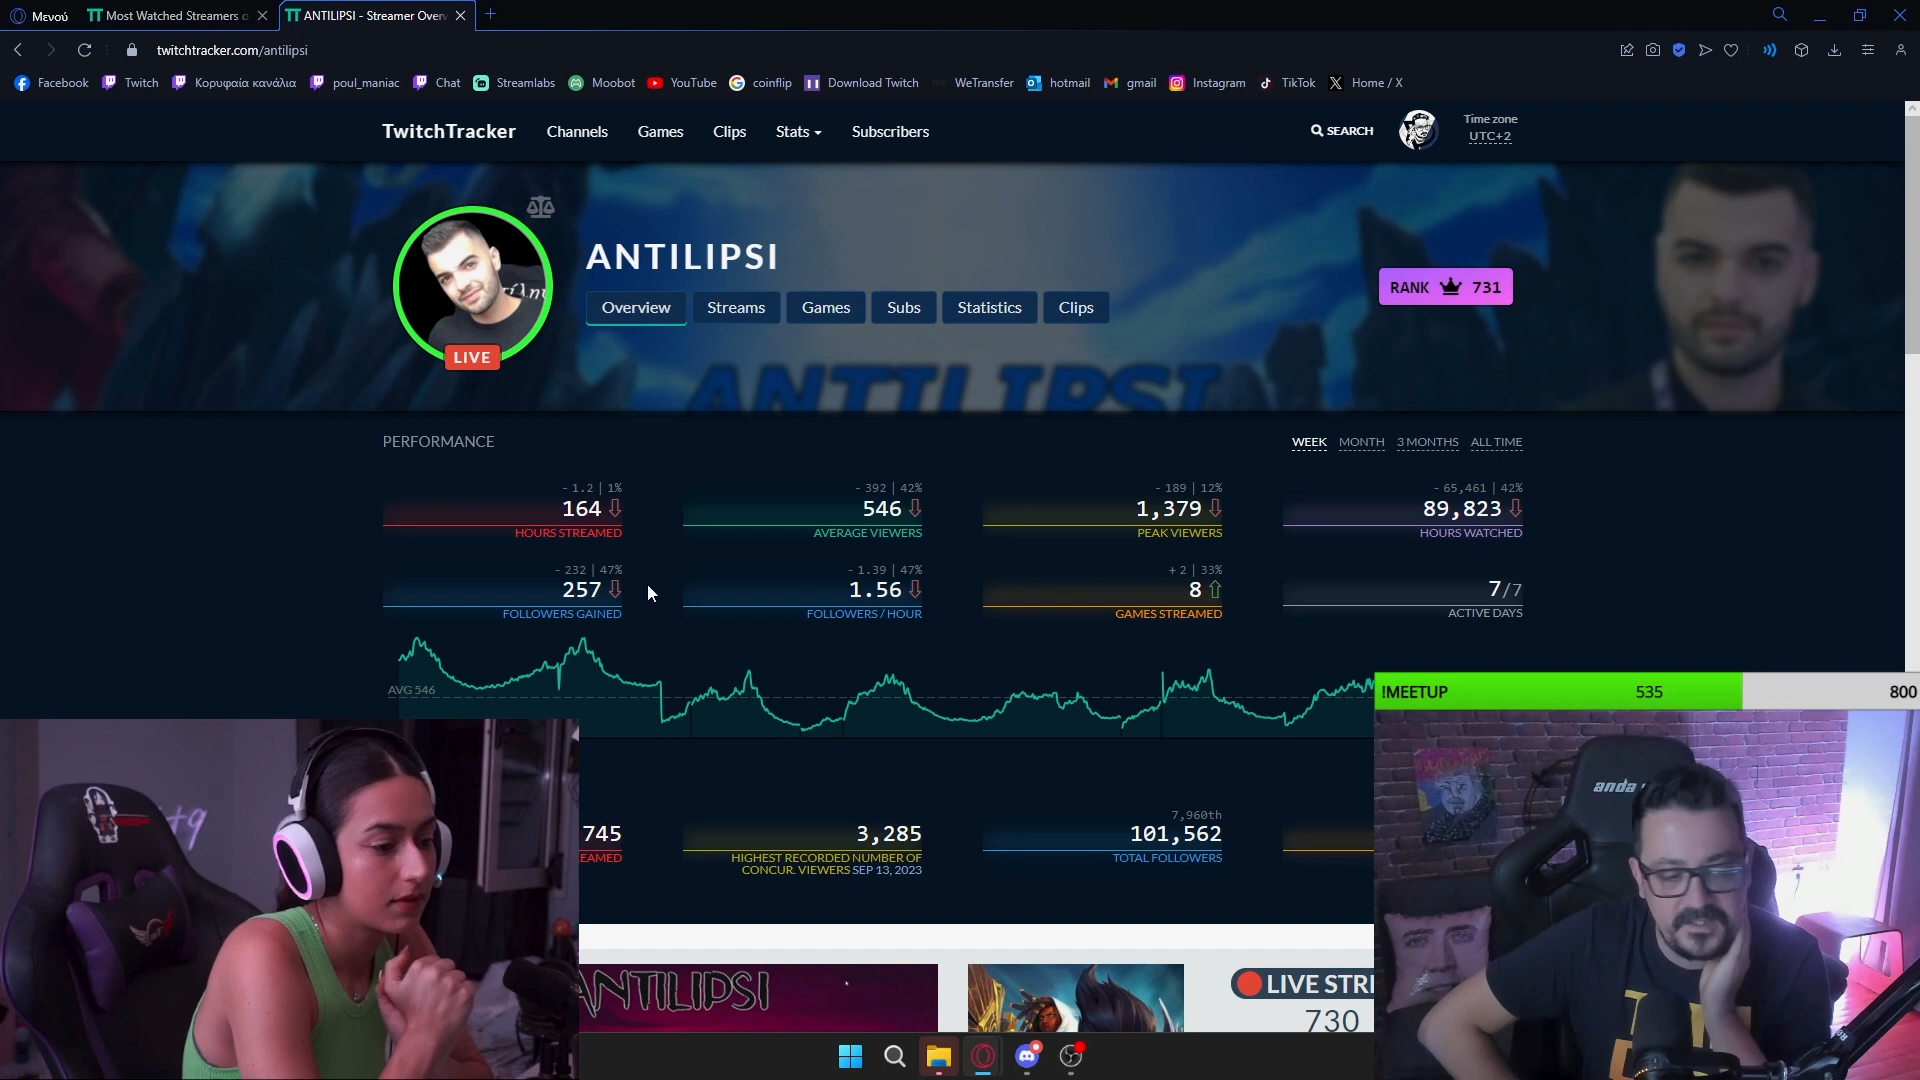 Μενού
Most Watched Streamers
ANTILIPSI - Streamer Over
twitchtracker.com/antilipsi
Facebook Twitch Κορυφαία κανάλια poul_maniac Chat Streamlabs Moobot YouTube coinflip Download Twitch WeTransfer hotmail gmail Instagram TikTok Home / X
TwitchTracker Channels Games Clips Stats Subscribers
SEARCH
Time zone
UTC+2
ANTILIPSI
LIVE
Overview Streams Games Subs Statistics Clips
RANK 731
ANTILIPSI
PERFORMANCE
WEEK MONTH 3 MONTHS ALL TIME
- 1.2 | 1% - 392 | 42% - 189 | 12% - 65,461 | 42%
164 546 1,379 89,823
HOURS STREAMED AVERAGE VIEWERS PEAK VIEWERS HOURS WATCHED
- 232 | 47% - 1.39 | 47% + 2 | 33%
257 1.56 8 7/7
FOLLOWERS GAINED FOLLOWERS / HOUR GAMES STREAMED ACTIVE DAYS
AVG 546
!MEETUP 535 800
anda
7,960th
745 3,285 101,562
EAMED HIGHEST RECORDED NUMBER OF TOTAL FOLLOWERS
CONCUR. VIEWERS SEP 13, 2023
ANTILIPSI
LIVE STRE
730